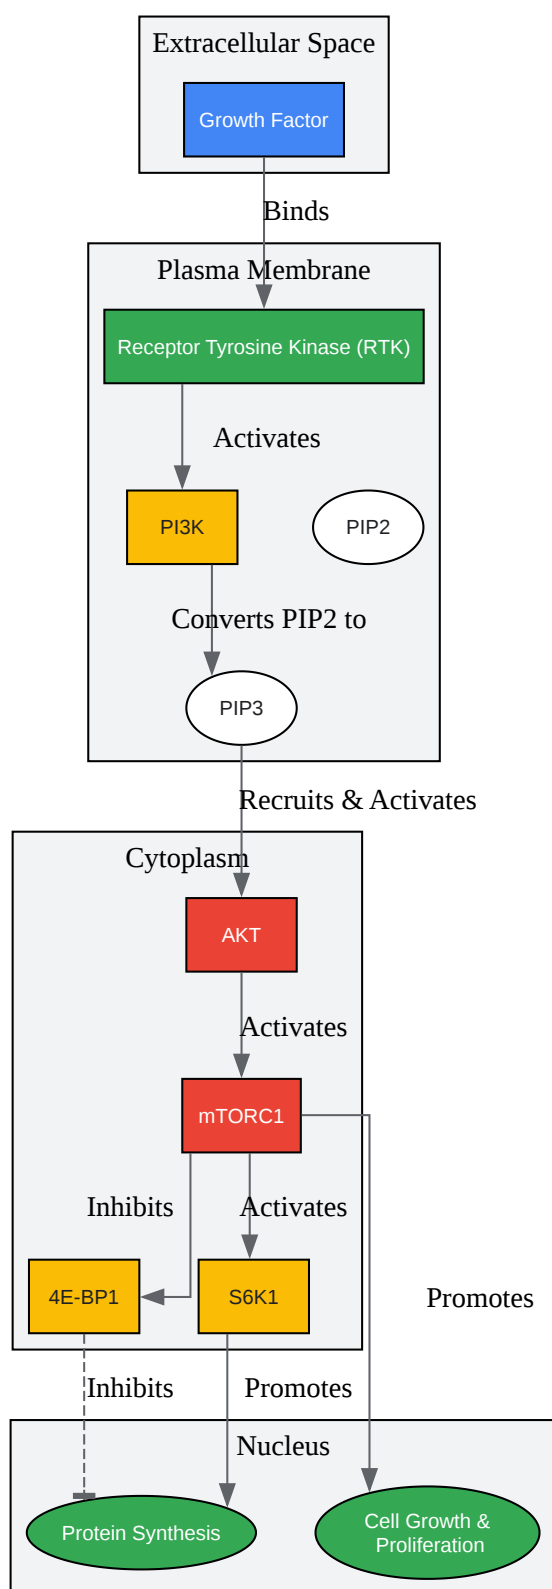 Extracellular Space
Growth Factor
Binds
Plasma Membrane
Receptor Tyrosine Kinase (RTK)
Activates
PI3K
PIP2
Converts PIP2 to
PIP3
Recruits & Activates
Cytoplasm
AKT
Activates
mTORC1
Inhibits
Activates
4E-BP1
S6K1
Promotes
Inhibits
Promotes
Nucleus
Protein Synthesis
Cell Growth &
Proliferation